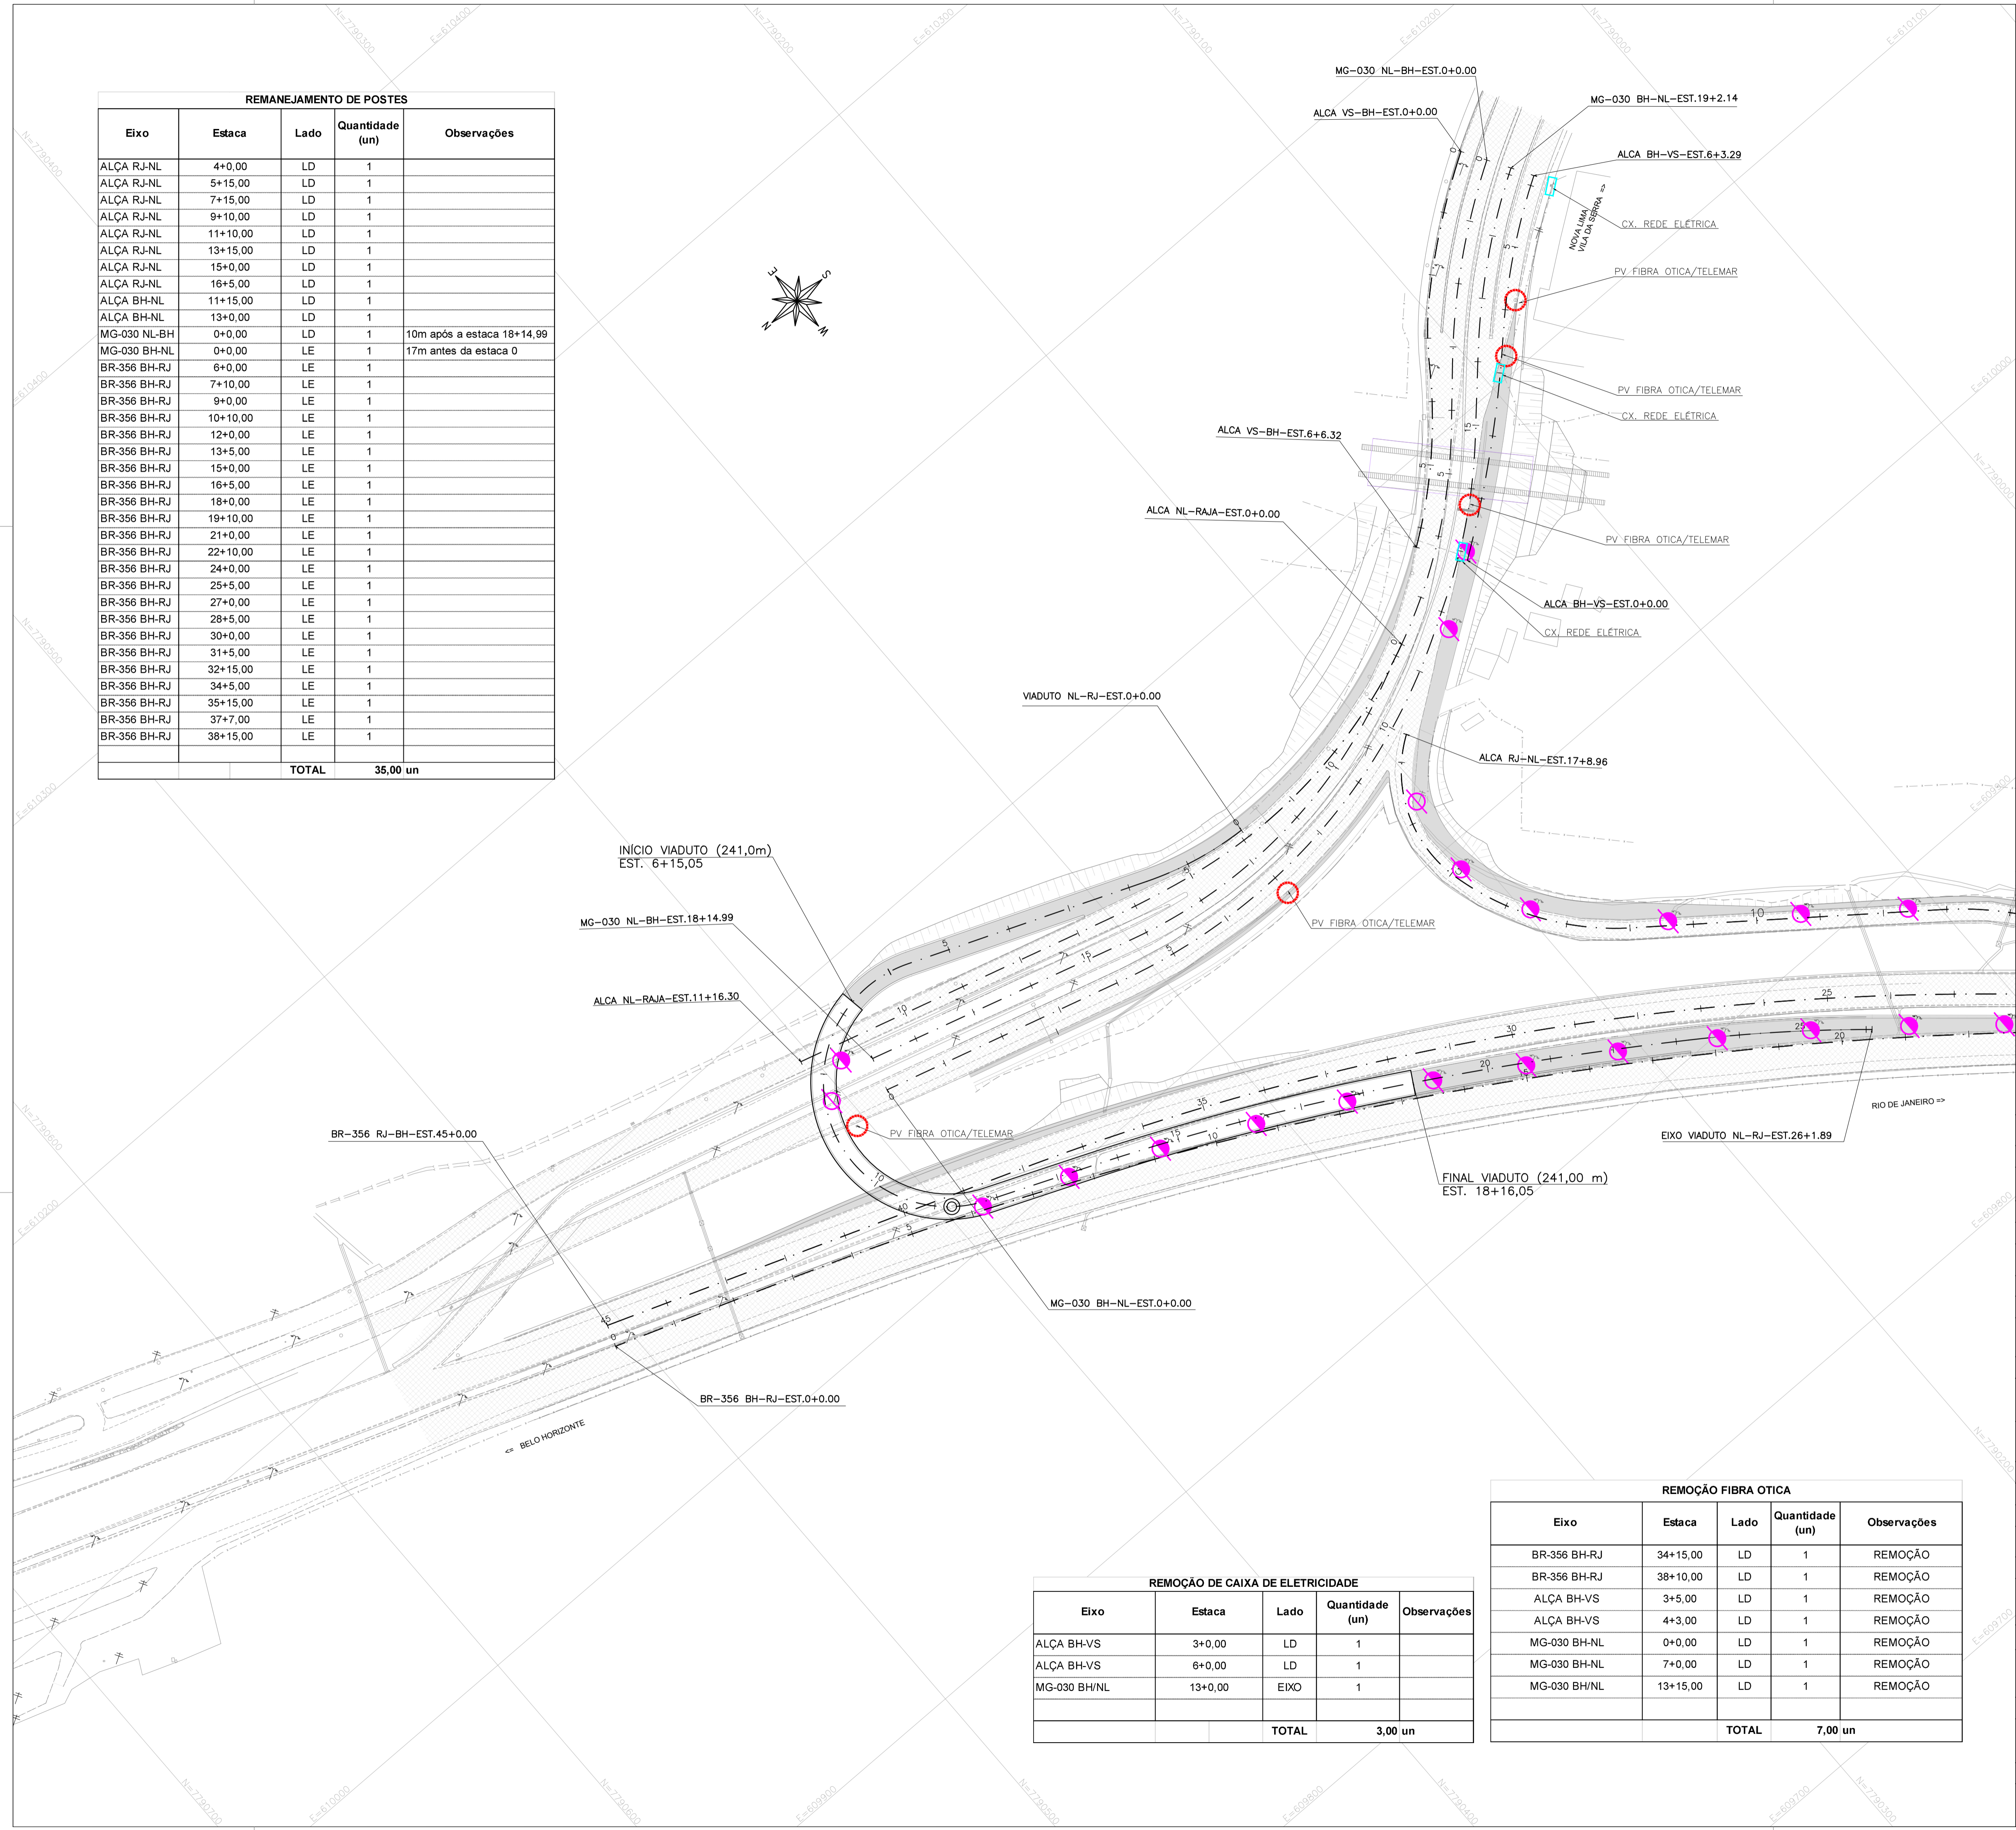 N=7790300
E=610400
N=7790200
E=610300
N=7790100
E=610200
N=7790000
E=610100
MG-030 NL-BH-EST.0+0.00
MG-030 BH-NL-EST.19+2.14
ALCA VS-BH-EST.0+0.00
ALCA BH-VS-EST.6+3.29
NOVA LIMA
VILA DA SERRA =>
CX. REDE ELÉTRICA
PV FIBRA OTICA/TELEMAR
PV FIBRA OTICA/TELEMAR
CX. REDE ELÉTRICA
ALCA VS-BH-EST.6+6.32
ALCA NL-RAJA-EST.0+0.00
PV FIBRA OTICA/TELEMAR
ALCA BH-VS-EST.0+0.00
CX. REDE ELÉTRICA
VIADUTO NL-RJ-EST.0+0.00
ALCA RJ-NL-EST.17+8.96
REMANEJAMENTO DE POSTES
Eixo Estaca Lado Quantidade (un) Observações
ALÇA RJ-NL 4+0,00 LD 1
ALÇA RJ-NL 5+15,00 LD 1
ALÇA RJ-NL 7+15,00 LD 1
ALÇA RJ-NL 9+10,00 LD 1
ALÇA RJ-NL 11+10,00 LD 1
ALÇA RJ-NL 13+15,00 LD 1
ALÇA RJ-NL 15+0,00 LD 1
ALÇA RJ-NL 16+5,00 LD 1
ALÇA BH-NL 11+15,00 LD 1
ALÇA BH-NL 13+0,00 LD 1
MG-030 NL-BH 0+0,00 LD 1 10m após a estaca 18+14,99
MG-030 BH-NL 0+0,00 LE 1 17m antes da estaca 0
BR-356 BH-RJ 6+0,00 LE 1
BR-356 BH-RJ 7+10,00 LE 1
BR-356 BH-RJ 9+0,00 LE 1
BR-356 BH-RJ 10+10,00 LE 1
BR-356 BH-RJ 12+0,00 LE 1
BR-356 BH-RJ 13+5,00 LE 1
BR-356 BH-RJ 15+0,00 LE 1
BR-356 BH-RJ 16+5,00 LE 1
BR-356 BH-RJ 18+0,00 LE 1
BR-356 BH-RJ 19+10,00 LE 1
BR-356 BH-RJ 21+0,00 LE 1
BR-356 BH-RJ 22+10,00 LE 1
BR-356 BH-RJ 24+0,00 LE 1
BR-356 BH-RJ 25+5,00 LE 1
BR-356 BH-RJ 27+0,00 LE 1
BR-356 BH-RJ 28+5,00 LE 1
BR-356 BH-RJ 30+0,00 LE 1
BR-356 BH-RJ 31+5,00 LE 1
BR-356 BH-RJ 32+15,00 LE 1
BR-356 BH-RJ 34+5,00 LE 1
BR-356 BH-RJ 35+15,00 LE 1
BR-356 BH-RJ 37+7,00 LE 1
BR-356 BH-RJ 38+15,00 LE 1
TOTAL 35,00 un
E
S
N
W
N=7790400
E=610400
N=7790500
E=610300
N=7790600
E=610200
E=610000
N=7790000
E=609900
E=609800
N=7790200
E=609700
INÍCIO VIADUTO (241,0m)
EST. 6+15,05
MG-030 NL-BH-EST.18+14.99
ALCA NL-RAJA-EST.11+16.30
PV FIBRA OTICA/TELEMAR
PV FIBRA OTICA/TELEMAR
BR-356 RJ-BH-EST.45+0.00
RIO DE JANEIRO =>
EIXO VIADUTO NL-RJ-EST.26+1.89
FINAL VIADUTO (241,00 m)
EST. 18+16,05
MG-030 BH-NL-EST.0+0.00
BR-356 BH-RJ-EST.0+0.00
<= BELO HORIZONTE
REMOÇÃO DE CAIXA DE ELETRICIDADE
Eixo Estaca Lado Quantidade (un) Observações
ALÇA BH-VS 3+0,00 LD 1
ALÇA BH-VS 6+0,00 LD 1
MG-030 BH/NL 13+0,00 EIXO 1
TOTAL 3,00 un
REMOÇÃO FIBRA OTICA
Eixo Estaca Lado Quantidade (un) Observações
BR-356 BH-RJ 34+15,00 LD 1 REMOÇÃO
BR-356 BH-RJ 38+10,00 LD 1 REMOÇÃO
ALÇA BH-VS 3+5,00 LD 1 REMOÇÃO
ALÇA BH-VS 4+3,00 LD 1 REMOÇÃO
MG-030 BH-NL 0+0,00 LD 1 REMOÇÃO
MG-030 BH-NL 7+0,00 LD 1 REMOÇÃO
MG-030 BH/NL 13+15,00 LD 1 REMOÇÃO
TOTAL 7,00 un
N=7790700
E=610000
N=7790600
E=609900
N=7790500
E=609800
N=7790400
E=609700
N=7790300